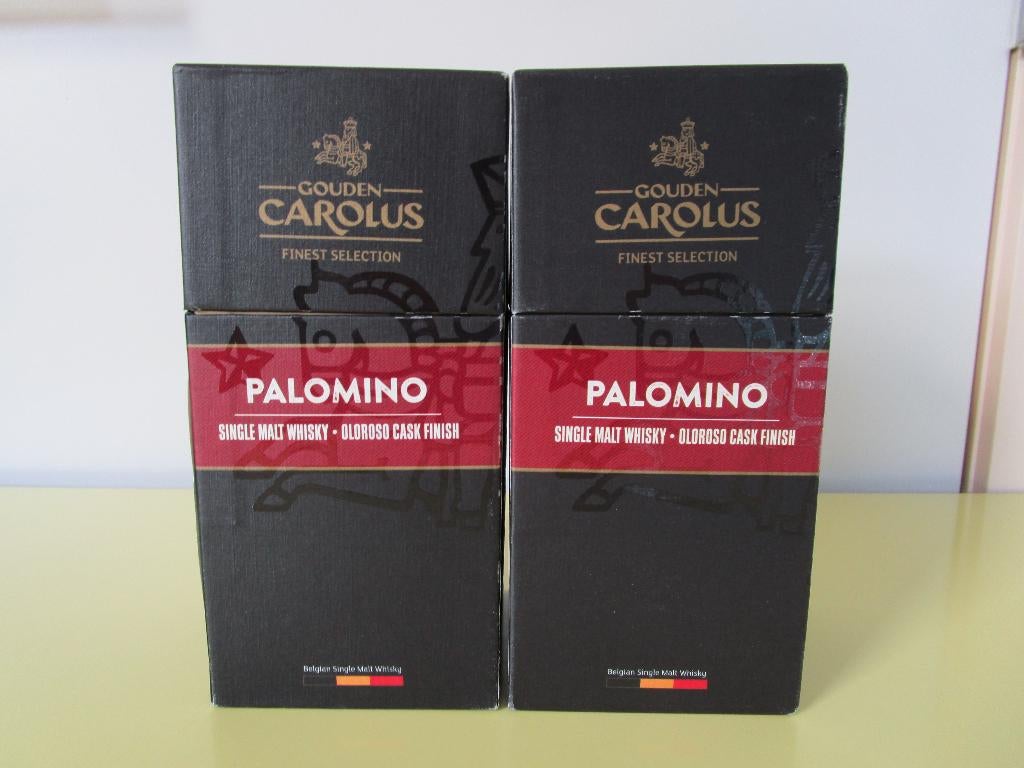 GOUDEN
CAROLUS
FINEST SELECTION
PALOMINO
SINGLE MALT WHISKY • OLOROSO CASK FINISH
Belgian Single Malt Whisky
GOUDEN
CAROLUS
FINEST SELECTION
PALOMINO
SINGLE MALT WHISKY • OLOROSO CASK FINISH
Belgian Single Malt Whisky